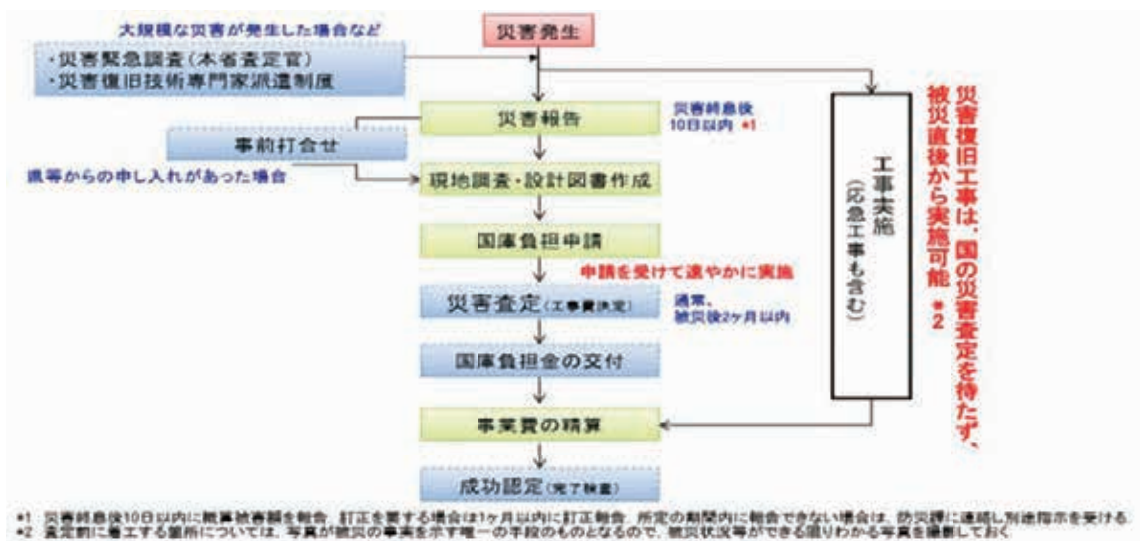 大規模な災害が発生した場合など
災害発生
・災害緊急調査(本省査定官)
・災害復旧技術専門家派遣制度
災害報告
災害終息後
10日以内 *1
事前打合せ
県等からの申し入れがあった場合
現地調査・設計図書作成
国庫負担申請
申請を受けて速やかに実施
災害査定(工事費決定)
通常、
被災後2ヶ月以内
国庫負担金の交付
事業費の精算
成功認定(完了検査)
工事実施
(応急工事も含む)
災害復旧工事は、国の災害査定を待たず、
被災直後から実施可能 *2
*1 災害終息後10日以内に概算被害額を報告 訂正を要する場合は1ヶ月以内に訂正報告 所定の期間内に報告できない場合は、防災課に連絡し別途指示を受ける
*2 査定前に着工する箇所については、写真が被災の事実を示す唯一の手段のものとなるので、被災状況等ができる限りわかる写真を撮影しておく